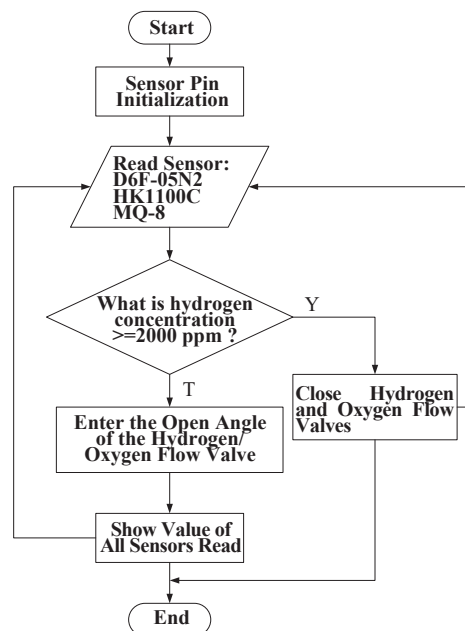 Start
Sensor Pin
Initialization
Read Sensor:
D6F-05N2
HK1100C
MQ-8
What is hydrogen
concentration
>=2000 ppm ?
Y
T
Close Hydrogen
and Oxygen Flow
Valves
Enter the Open Angle
of the Hydrogen/
Oxygen Flow Valve
Show Value of
All Sensors Read
End